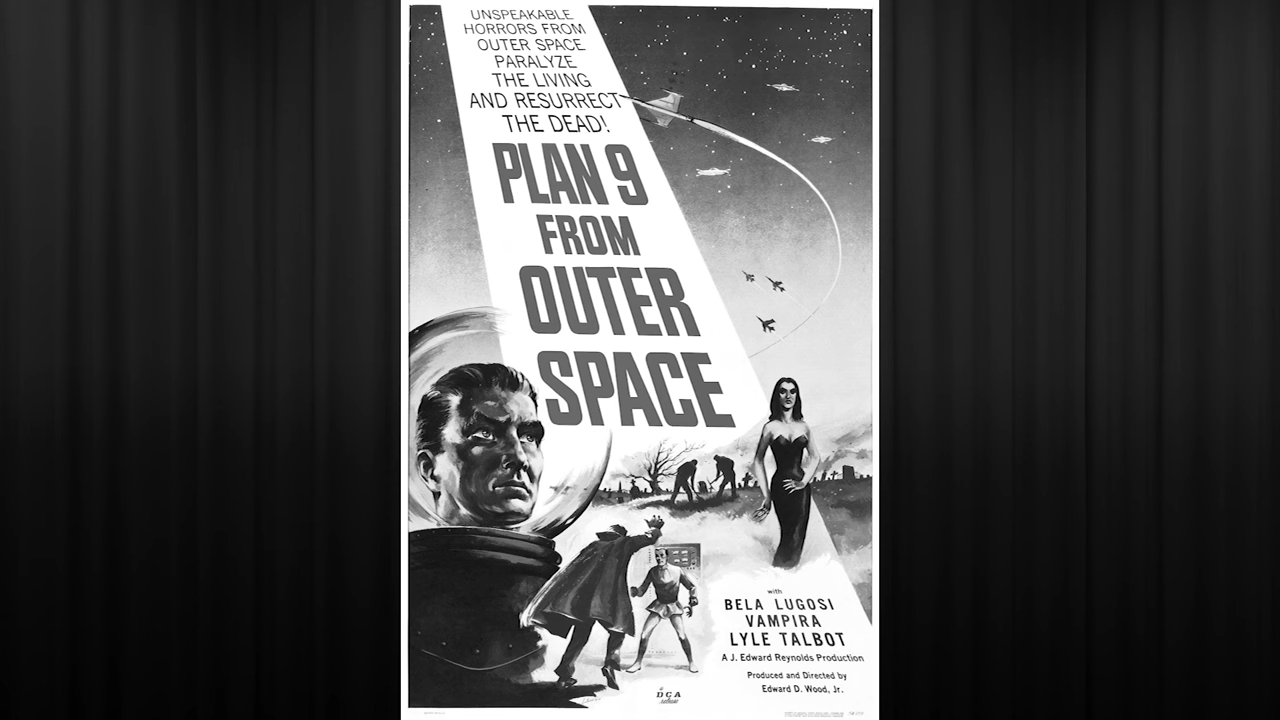 UNSPEAKABLE
HORRORS FROM
OUTER SPACE
PARALYZE
THE LIVING
AND RESURRECT
THE DEAD!
PLAN 9
FROM
OUTER
SPACE
with
BELA LUGOSI
VAMPIRA
LYLE TALBOT
A J. Edward Reynolds Production
Produced and Directed by
Edward D. Wood, Jr.
a
DCA
release